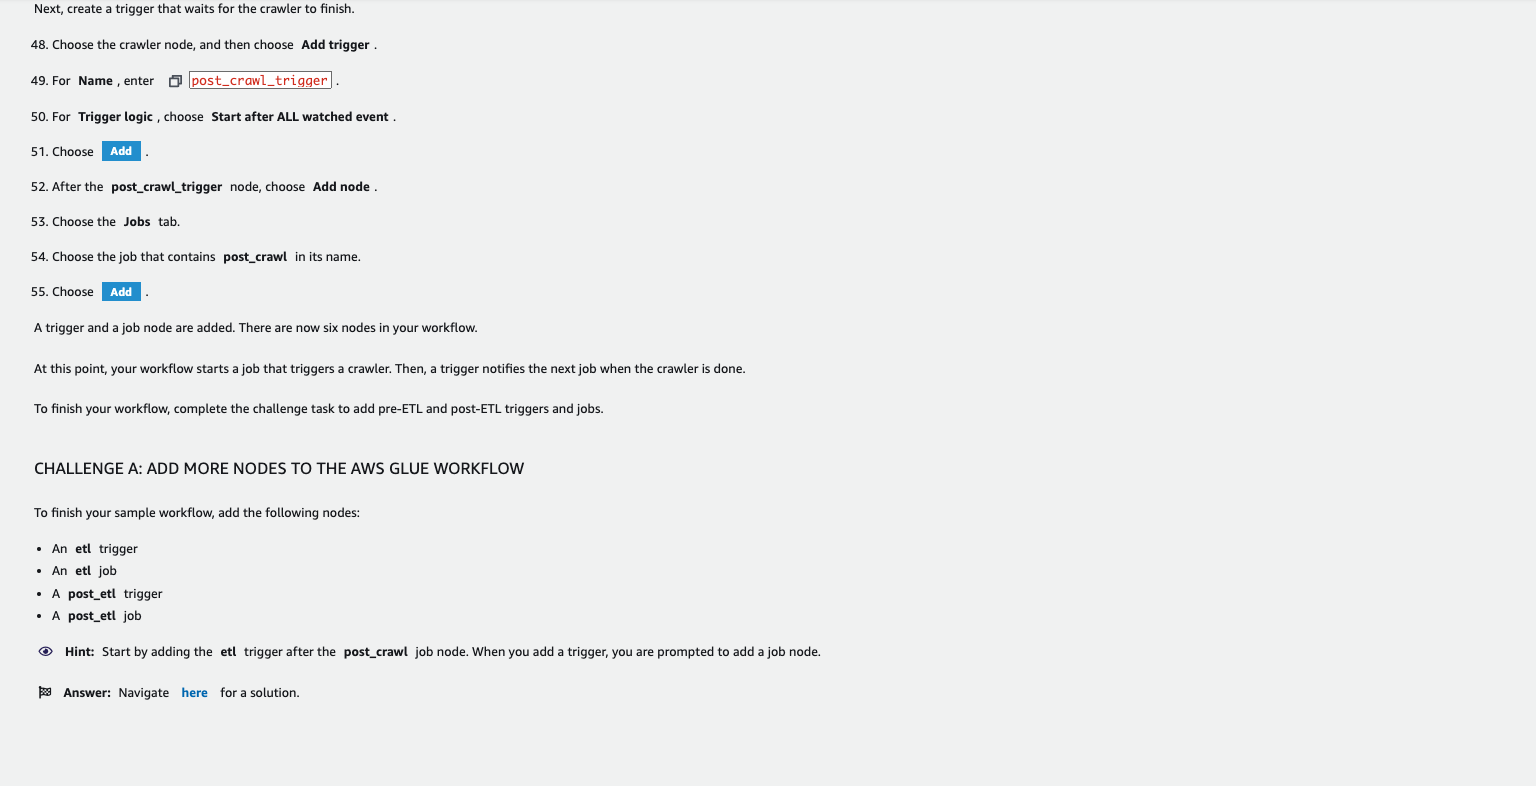 Next, create a trigger that waits for the crawler to finish.
48. Choose the crawler node, and then choose Add trigger .
49. For Name , enter post_crawl_trigger .
50. For Trigger logic , choose Start after ALL watched event .
51. Choose Add .
52. After the post_crawl_trigger node, choose Add node .
53. Choose the Jobs tab.
54. Choose the job that contains post_crawl in its name.
55. Choose Add .
A trigger and a job node are added. There are now six nodes in your workflow.
At this point, your workflow starts a job that triggers a crawler. Then, a trigger notifies the next job when the crawler is done.
To finish your workflow, complete the challenge task to add pre-ETL and post-ETL triggers and jobs.
CHALLENGE A: ADD MORE NODES TO THE AWS GLUE WORKFLOW
To finish your sample workflow, add the following nodes:
• An etl trigger
• An etl job
• A post_etl trigger
• A post_etl job
Hint: Start by adding the etl trigger after the post_crawl job node. When you add a trigger, you are prompted to add a job node.
Answer: Navigate here for a solution.